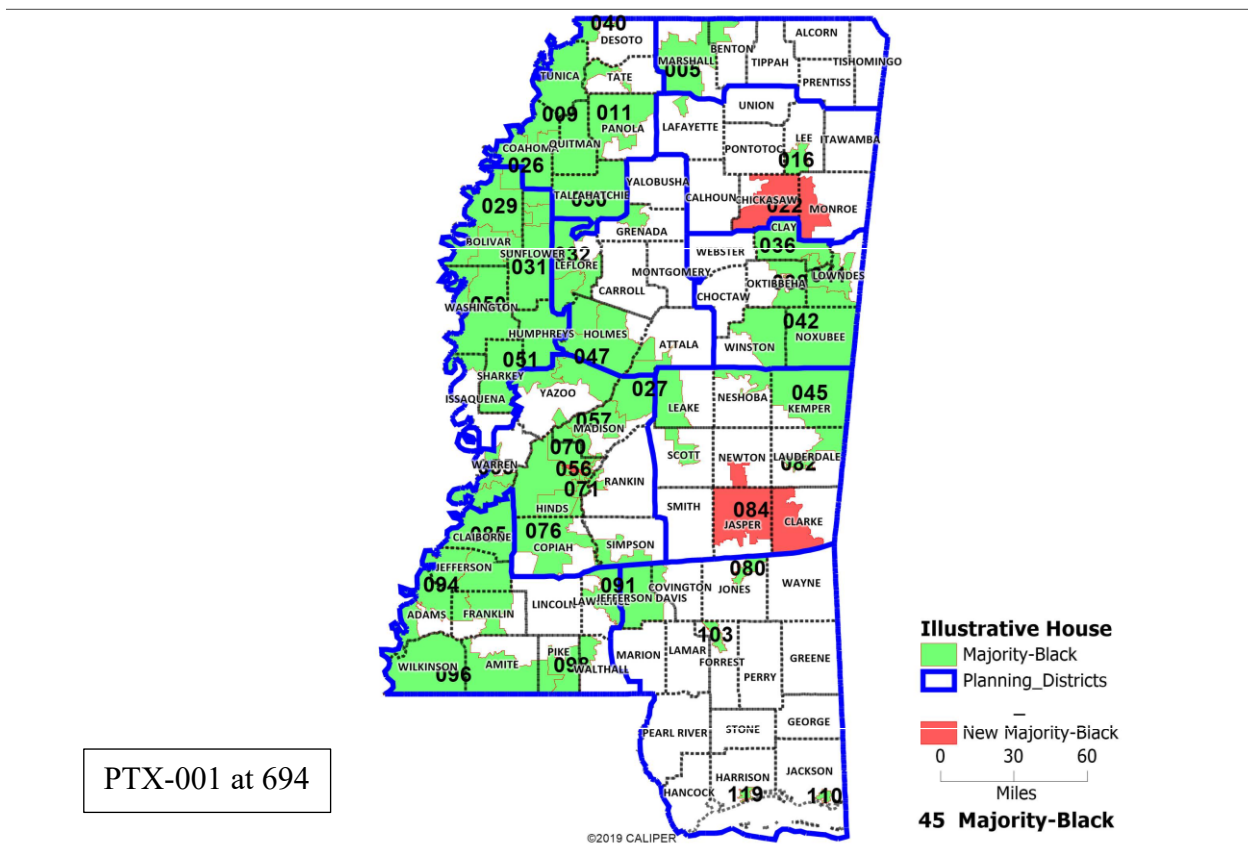 040
DESOTO
ALCORN
BENTON
MARSHALL
TIPPAH
TISHOMINGO
005
TUNICA
TATE
PRENTISS
009
011
UNION
PANOLA
LAFAYETTE
LEE
ITAWAMBA
COAHOMA
QUITMAN
PONTOTOC
026
016
YALOBUSHA
TALLAHATCHIE
CALHOUN
CHICKASAW
029
022
MONROE
GRENADA
CLAY
BOLIVAR
036
SUNFLOWER
WEBSTER
031
LEFLORE
MONTGOMERY
LOWNDES
CARROLL
OKTIBBEHA
CHOCTAW
WASHINGTON
042
HUMPHREYS
HOLMES
NOXUBEE
ATTALA
WINSTON
051
047
SHARKEY
027
045
ISSAQUENA
YAZOO
LEAKE
NESHOBA
KEMPER
057
MADISON
070
SCOTT
NEWTON
LAUDERDALE
WARREN
056
082
RANKIN
071
HINDS
SMITH
084
JASPER
CLARKE
085
076
CLAIBORNE
COPIAH
SIMPSON
JEFFERSON
080
094
091
COVINGTON
WAYNE
JONES
LINCOLN
JEFFERSON DAVIS
ADAMS
FRANKLIN
103
PIKE
MARION
LAMAR
FORREST
GREENE
WILKINSON
AMITE
WALTHALL
096
PERRY
PEARL RIVER
STONE
GEORGE
HARRISON
JACKSON
HANCOCK
119
110
Illustrative House
Majority-Black
Planning_Districts
_
New Majority-Black
0 30 60
Miles
45 Majority-Black
PTX-001 at 694
©2019 CALIPER